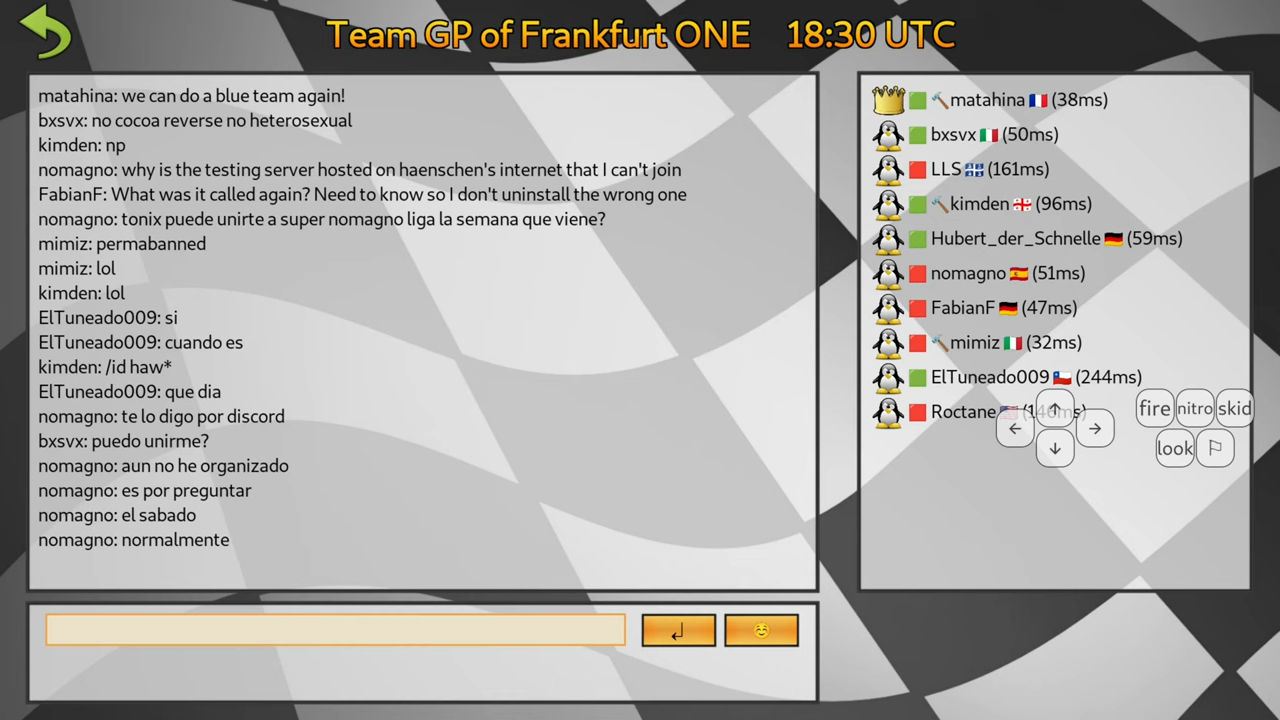 Team GP of Frankfurt ONE 18:30 UTC
matahina: we can do a blue team again!
bxsvx: no cocoa reverse no heterosexual
kimden: np
nomagno: why is the testing server hosted on haenschen's internet that I can't join
FabianF: What was it called again? Need to know so I don't uninstall the wrong one
nomagno: tonix puede unirte a super nomagno liga la semana que viene?
mimiz: permabanned
mimiz: lol
kimden: lol
ElTuneado009: si
ElTuneado009: cuando es
kimden: /id haw*
ElTuneado009: que dia
nomagno: te lo digo por discord
bxsvx: puedo unirme?
nomagno: aun no he organizado
nomagno: es por preguntar
nomagno: el sabado
nomagno: normalmente
matahina (38ms)
bxsvx (50ms)
LLS (161ms)
kimden (96ms)
Hubert_der_Schnelle (59ms)
nomagno (51ms)
FabianF (47ms)
mimiz (32ms)
ElTuneado009 (244ms)
Roctane (146ms)
fire nitro skid
look